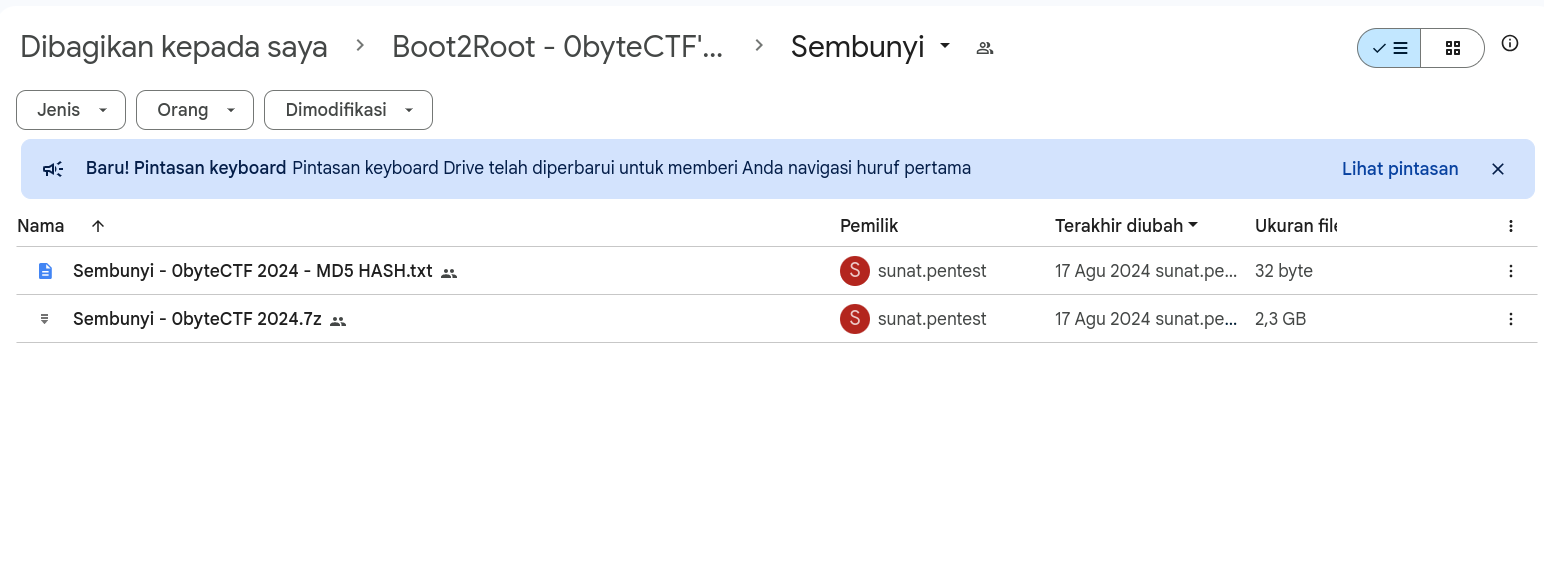 Dibagikan kepada saya > Boot2Root - 0byteCTF'... > Sembunyi
Jenis Orang Dimodifikasi
Baru! Pintasan keyboard Pintasan keyboard Drive telah diperbarui untuk memberi Anda navigasi huruf pertama Lihat pintasan
Nama Pemilik Terakhir diubah Ukuran file
Sembunyi - 0byteCTF 2024 - MD5 HASH.txt S sunat.pentest 17 Agu 2024 sunat.pe... 32 byte
Sembunyi - 0byteCTF 2024.7z S sunat.pentest 17 Agu 2024 sunat.pe... 2,3 GB